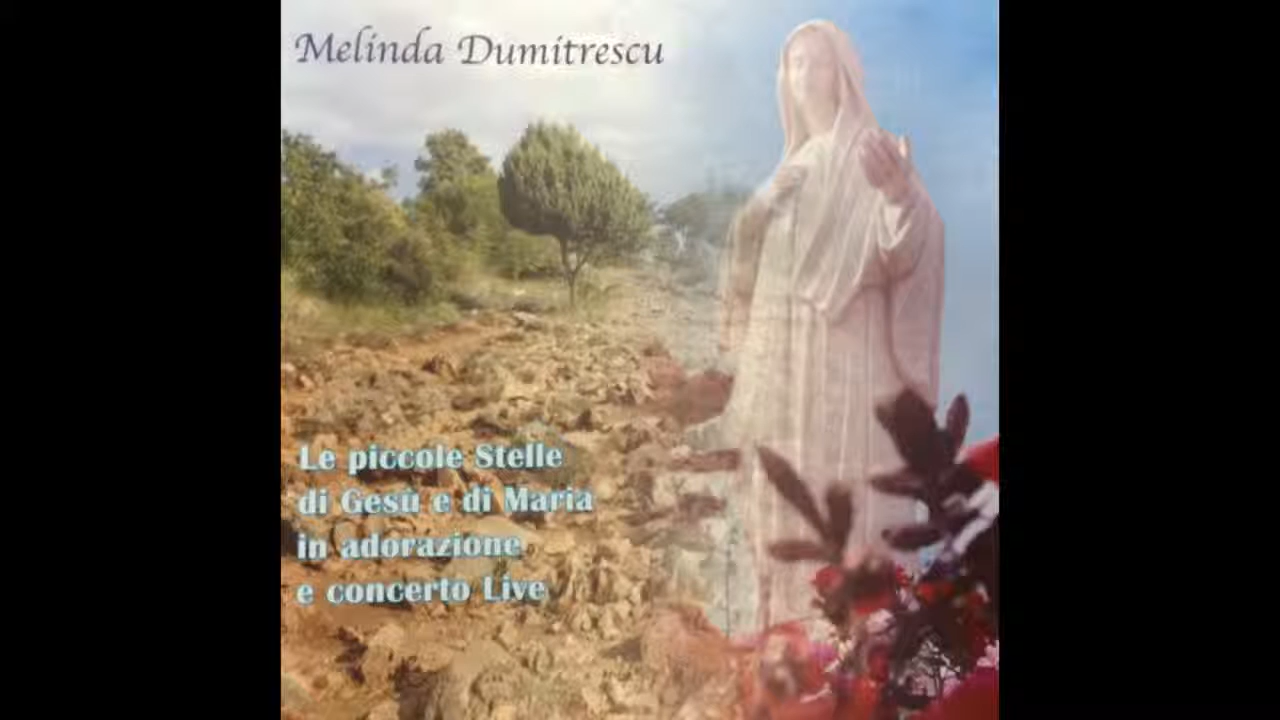 Melinda Dumitrescu
Le piccole Stelle
di Gesù e di Maria
in adorazione
e concerto Live